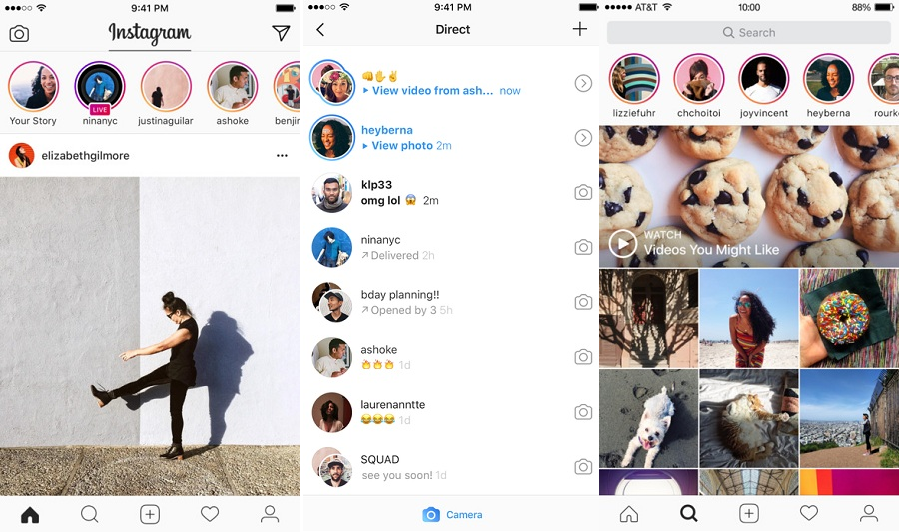 9:41 PM
Instagram
LIVE
Your Story
ninanyc
justinaguilar
ashoke
benjir
elizabethgilmore
9:41 PM
Direct
👊✋✌️
View video from ash... now
heyberna
View photo 2m
klp33
omg lol 😱 2m
ninanyc
Delivered 2h
bday planning!!
Opened by 3 5h
ashoke
🔥🔥🔥 1d
laurenanntte
😂😂😂 1d
SQUAD
see you soon! 1d
Camera
AT&T 10:00 88%
Search
lizziefuhr
chchoitoi
joyvincent
heyberna
rourk
WATCH
Videos You Might Like